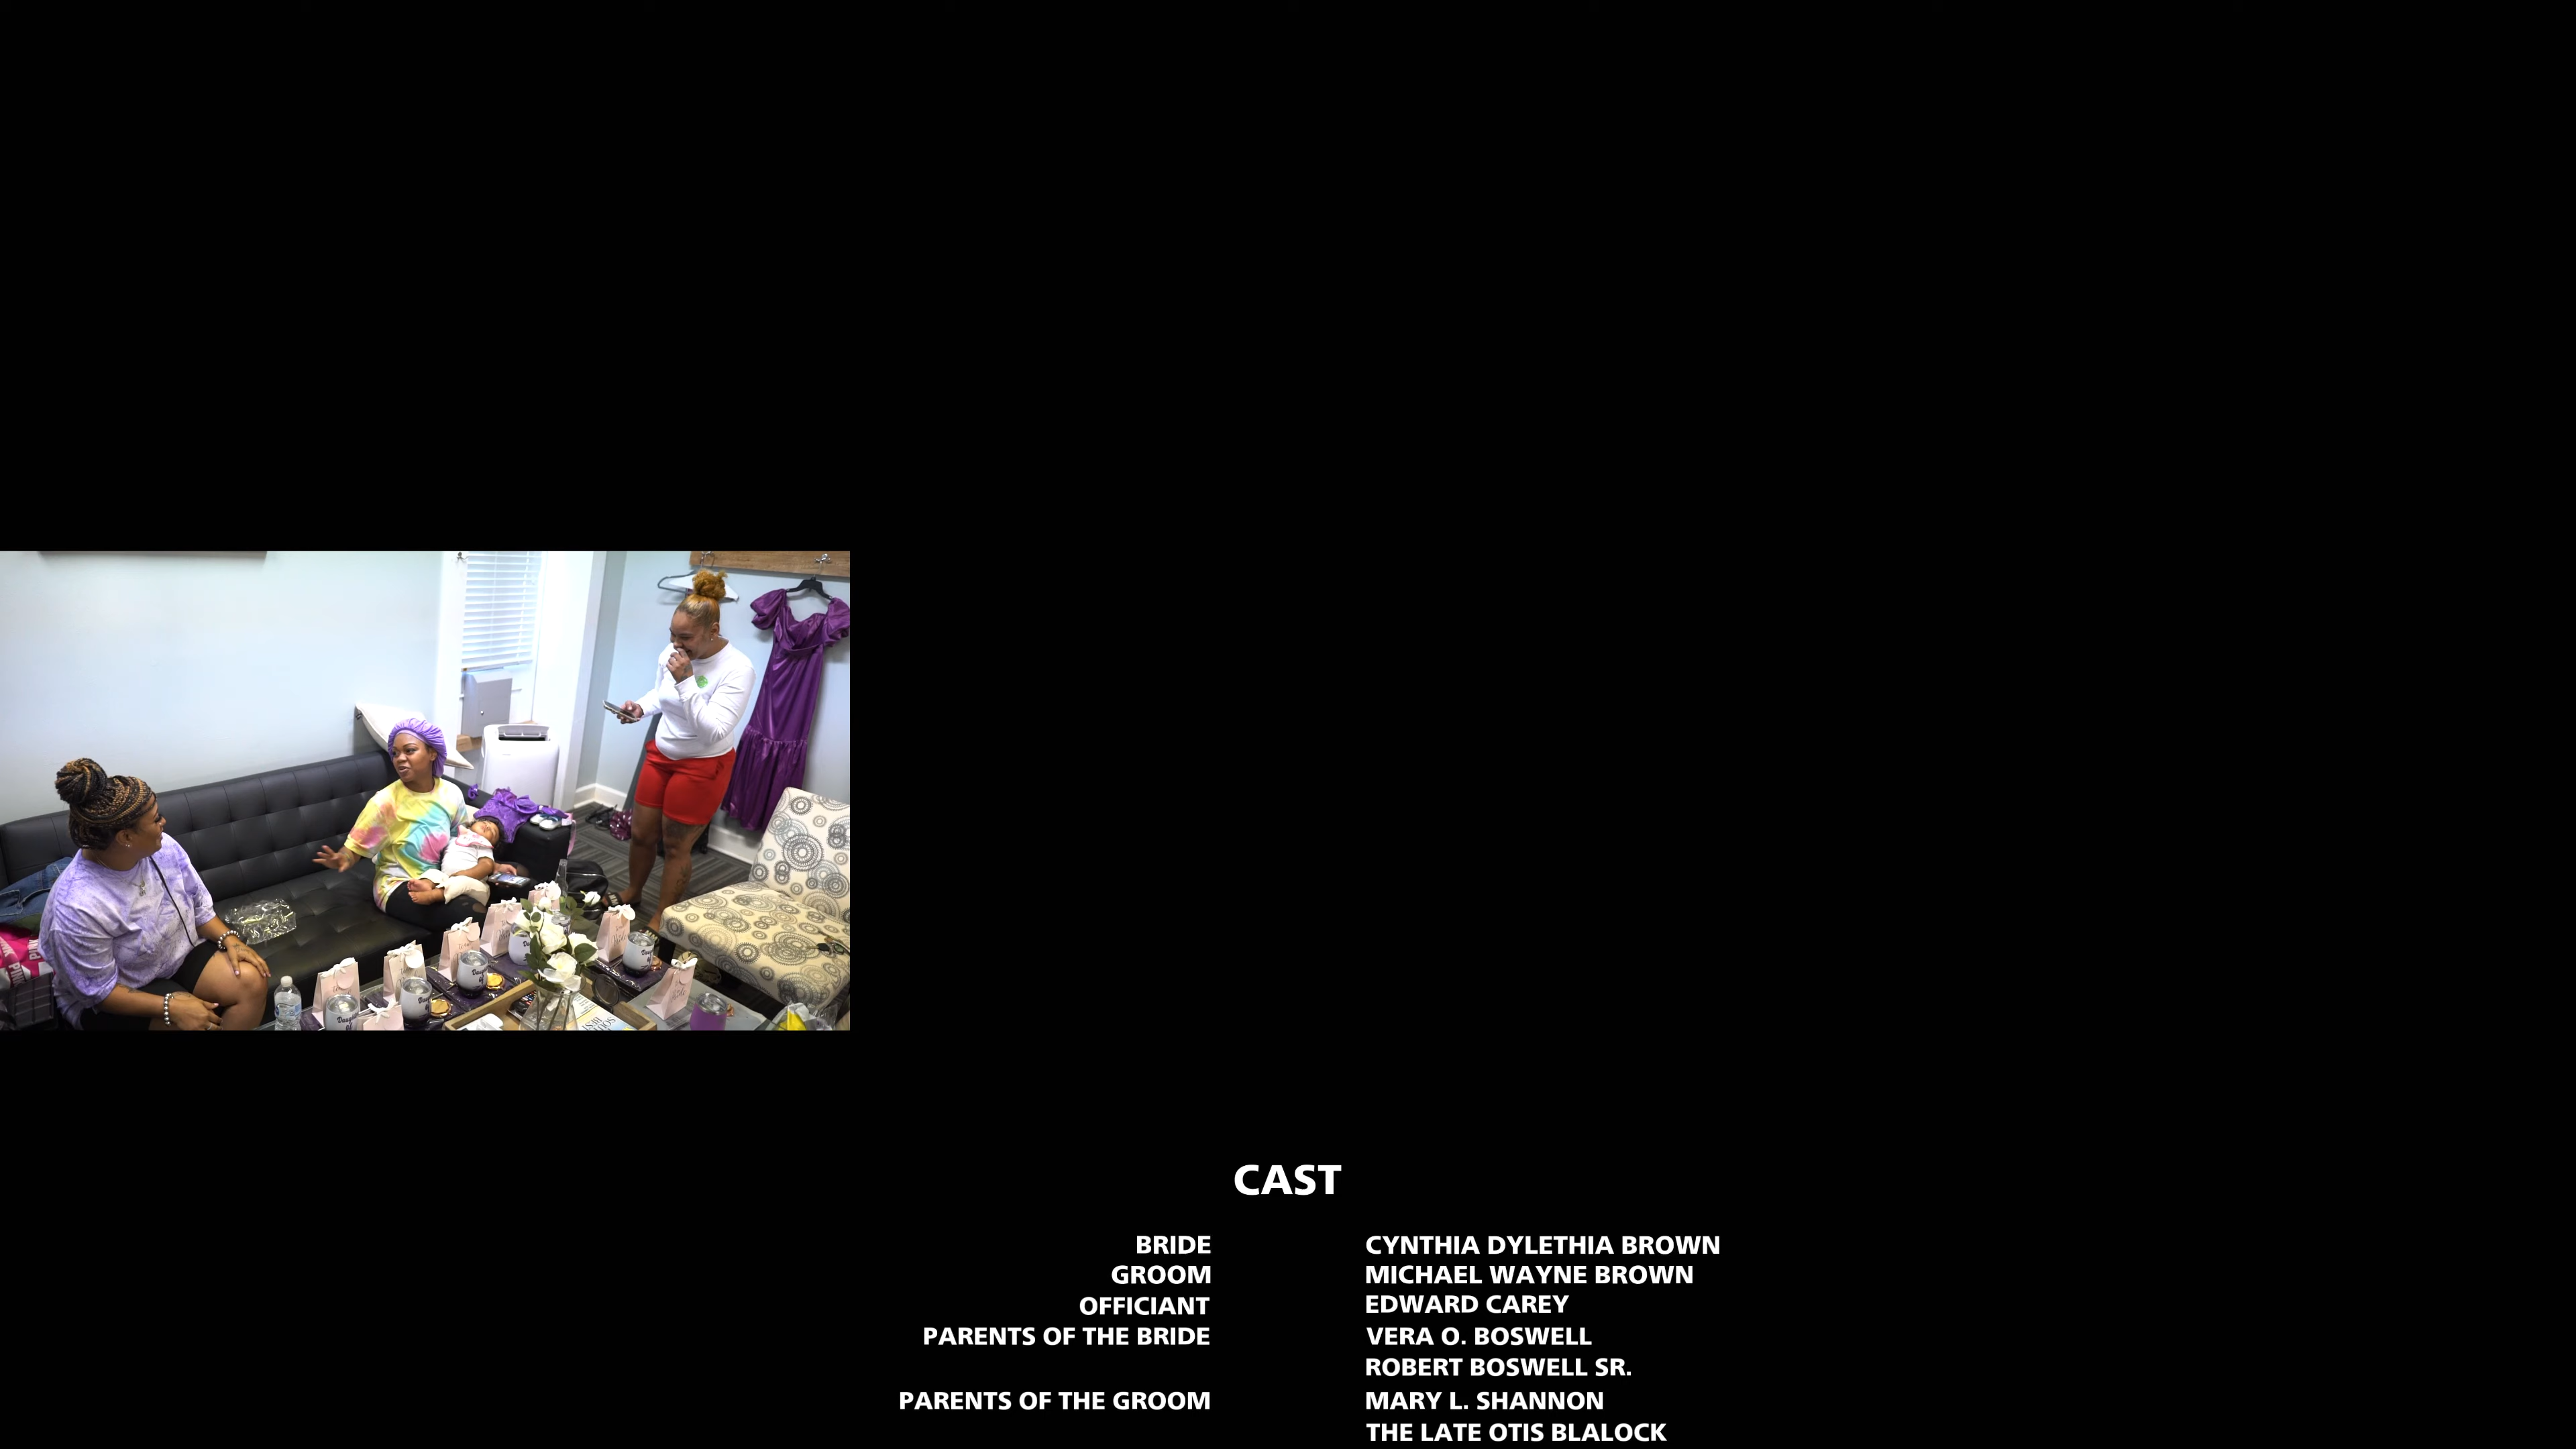 CAST
BRIDE CYNTHIA DYLETHIA BROWN
GROOM MICHAEL WAYNE BROWN
OFFICIANT EDWARD CAREY
PARENTS OF THE BRIDE VERA O. BOSWELL
ROBERT BOSWELL SR.
PARENTS OF THE GROOM MARY L. SHANNON
THE LATE OTIS BLALOCK